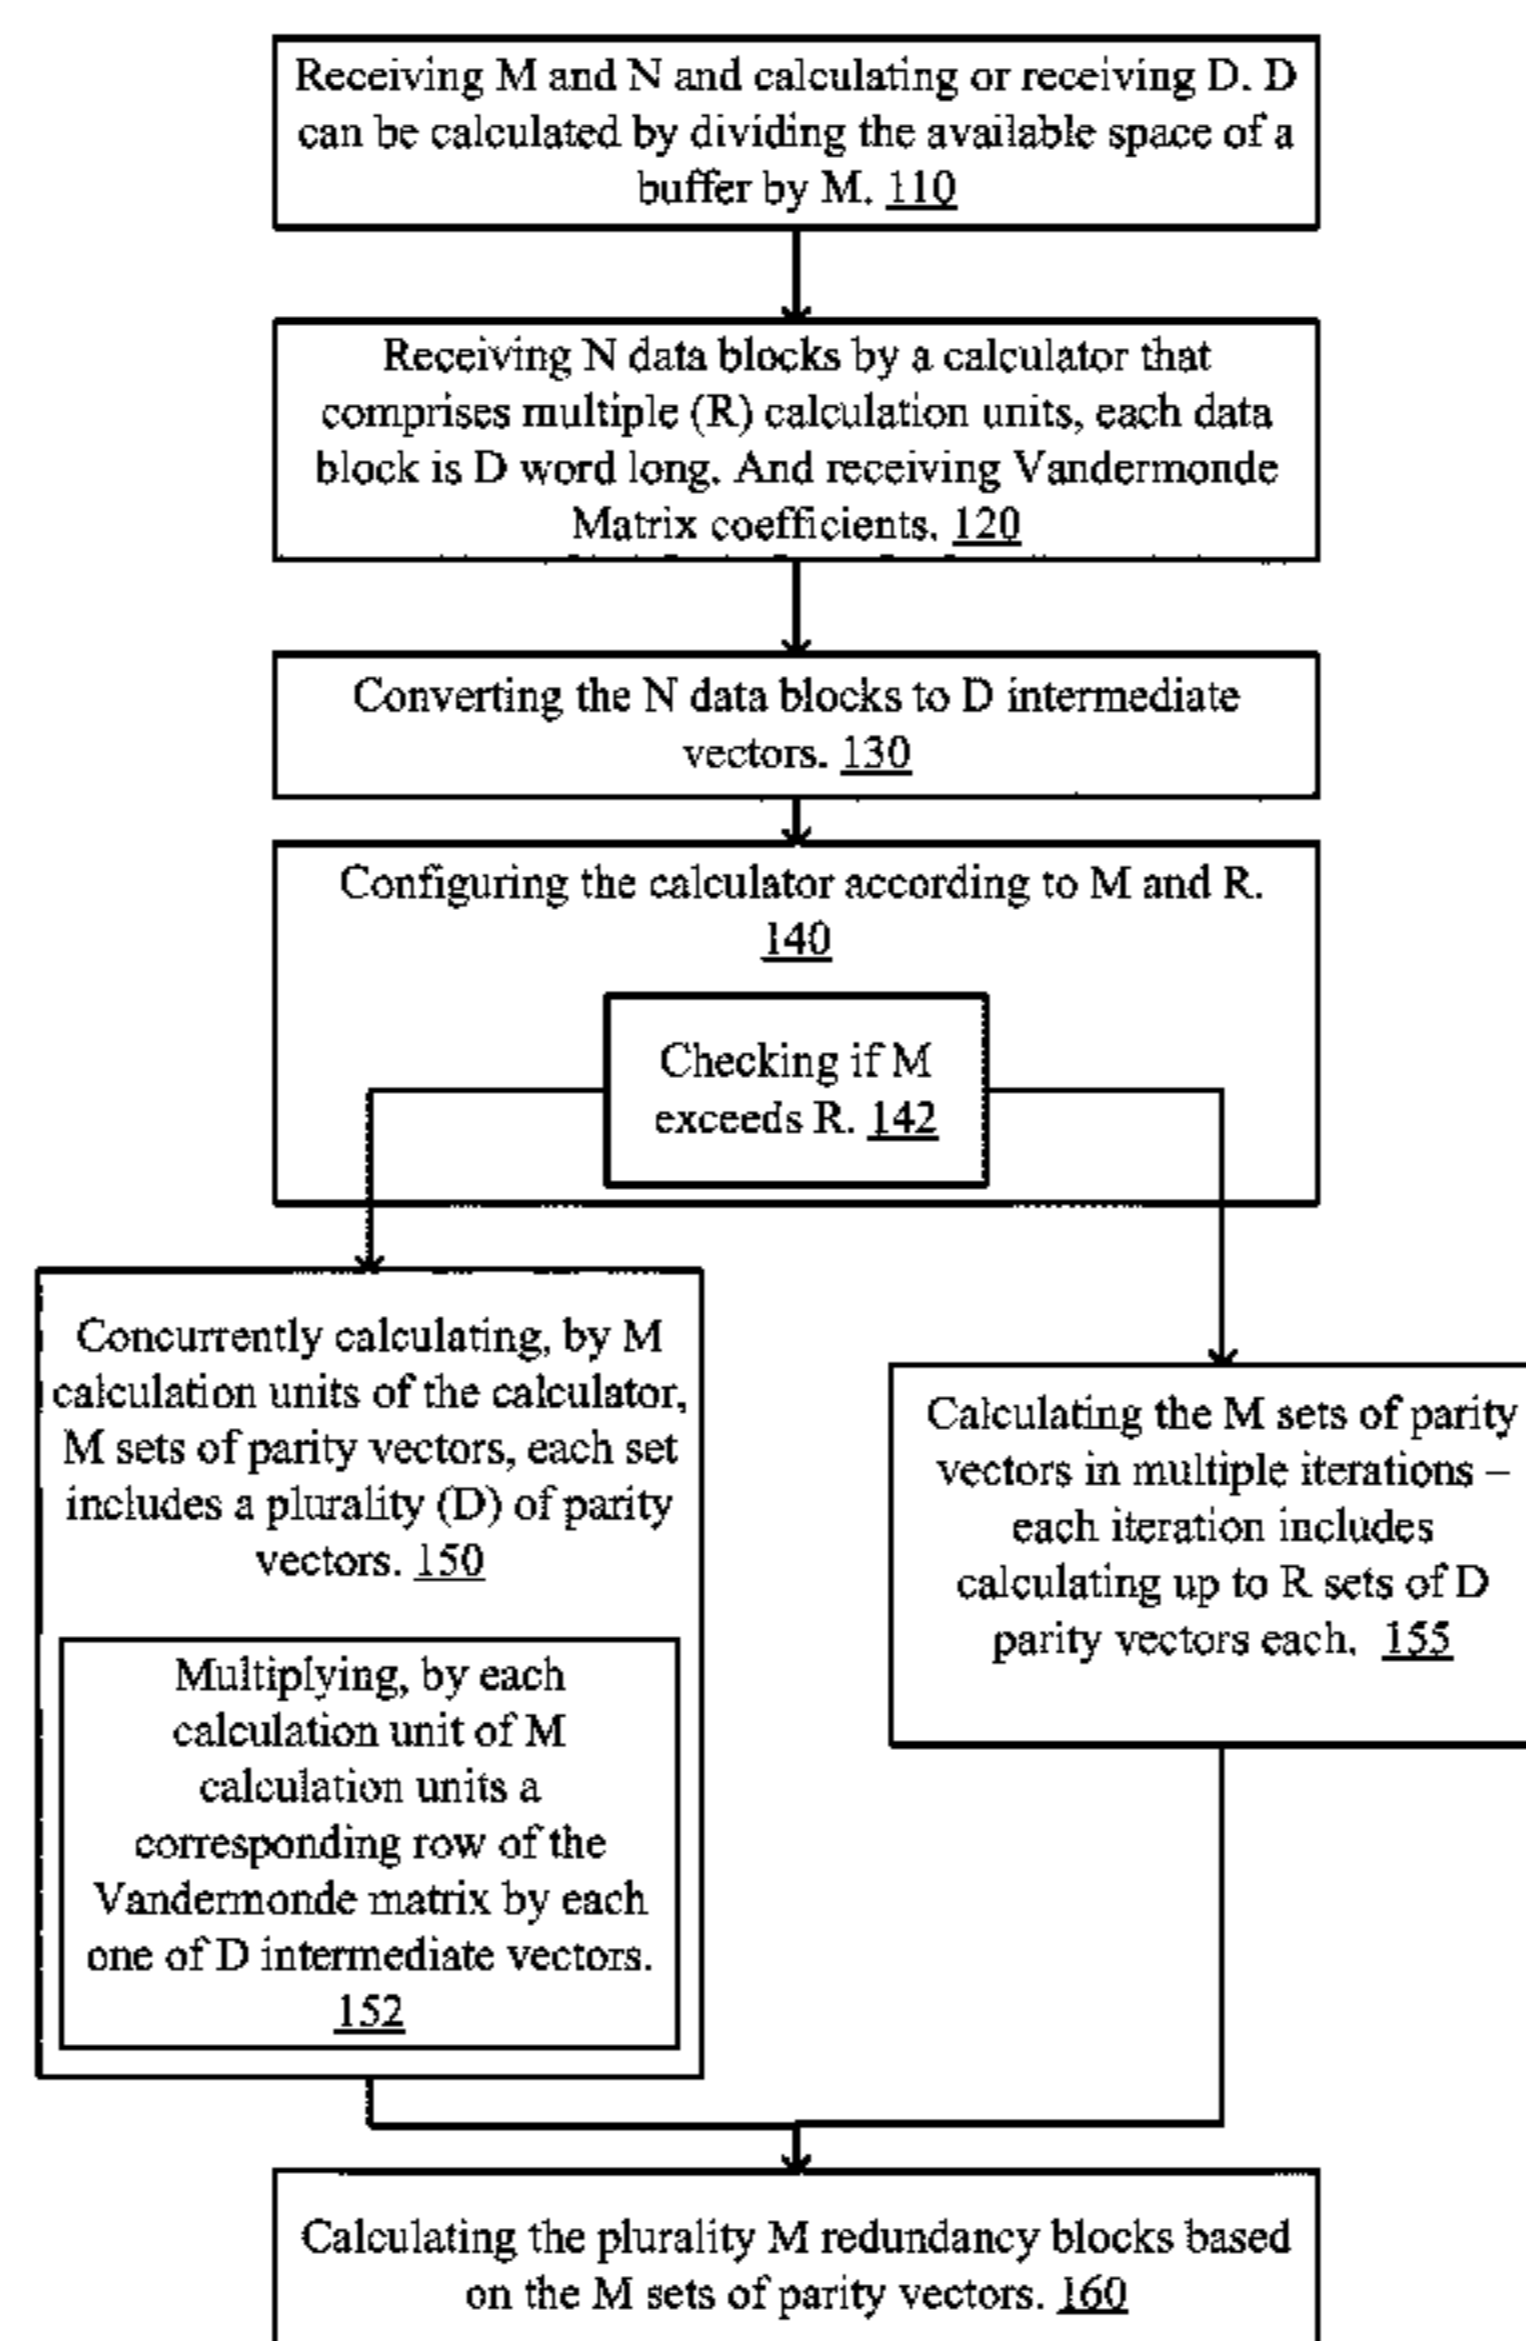 Receiving M and N and calculating or receiving D. D
can be calculated by dividing the available space of a
buffer by M. 110
Receiving N data blocks by a calculator that
comprises multiple (R) calculation units, each data
block is D word long. And receiving Vandermonde
Matrix coefficients. 120
Converting the N data blocks to D intermediate
vectors. 130
Configuring the calculator according to M and R.
140
Checking if M
exceeds R. 142
Concurrently calculating, by M
calculation units of the calculator,
M sets of parity vectors, each set
includes a plurality (D) of parity
vectors. 150
Multiplying, by each
calculation unit of M
calculation units a
corresponding row of the
Vandermonde matrix by each
one of D intermediate vectors.
152
Calculating the M sets of parity
vectors in multiple iterations –
each iteration includes
calculating up to R sets of D
parity vectors each. 155
Calculating the plurality M redundancy blocks based
on the M sets of parity vectors. 160